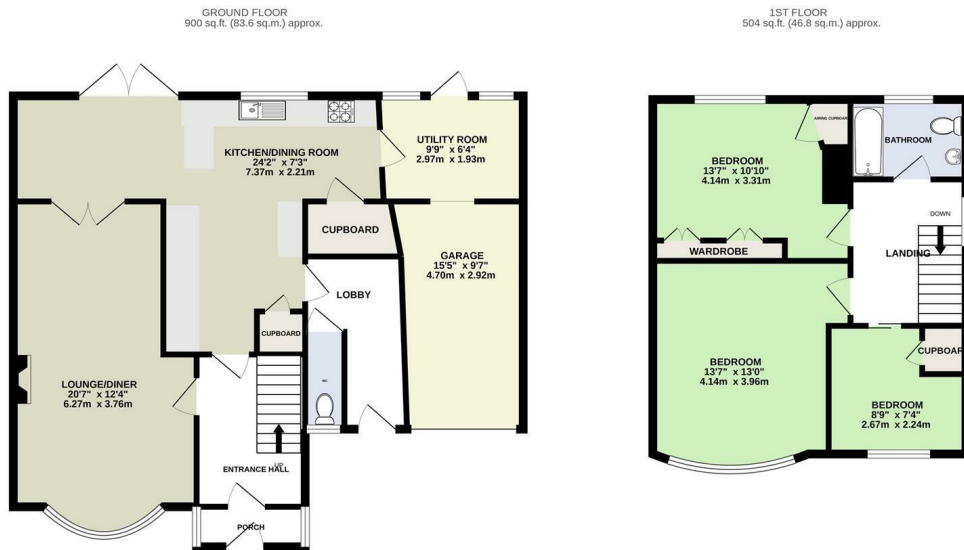 GROUND FLOOR
900 sq.ft. (83.6 sq.m.) approx.
KITCHEN/DINING ROOM
24'2" x 7'3"
7.37m x 2.21m
UTILITY ROOM
9'9" x 6'4"
2.97m x 1.93m
CUPBOARD
GARAGE
15'5" x 9'7"
4.70m x 2.92m
LOBBY
CUPBOARD
WC
LOUNGE/DINER
20'7" x 12'4"
6.27m x 3.76m
UP
ENTRANCE HALL
PORCH
1ST FLOOR
504 sq.ft. (46.8 sq.m.) approx.
AIRING CUPBOARD
BATHROOM
BEDROOM
13'7" x 10'10"
4.14m x 3.31m
DOWN
WARDROBE
LANDING
BEDROOM
13'7" x 13'0"
4.14m x 3.96m
CUPBOARD
BEDROOM
8'9" x 7'4"
2.67m x 2.24m